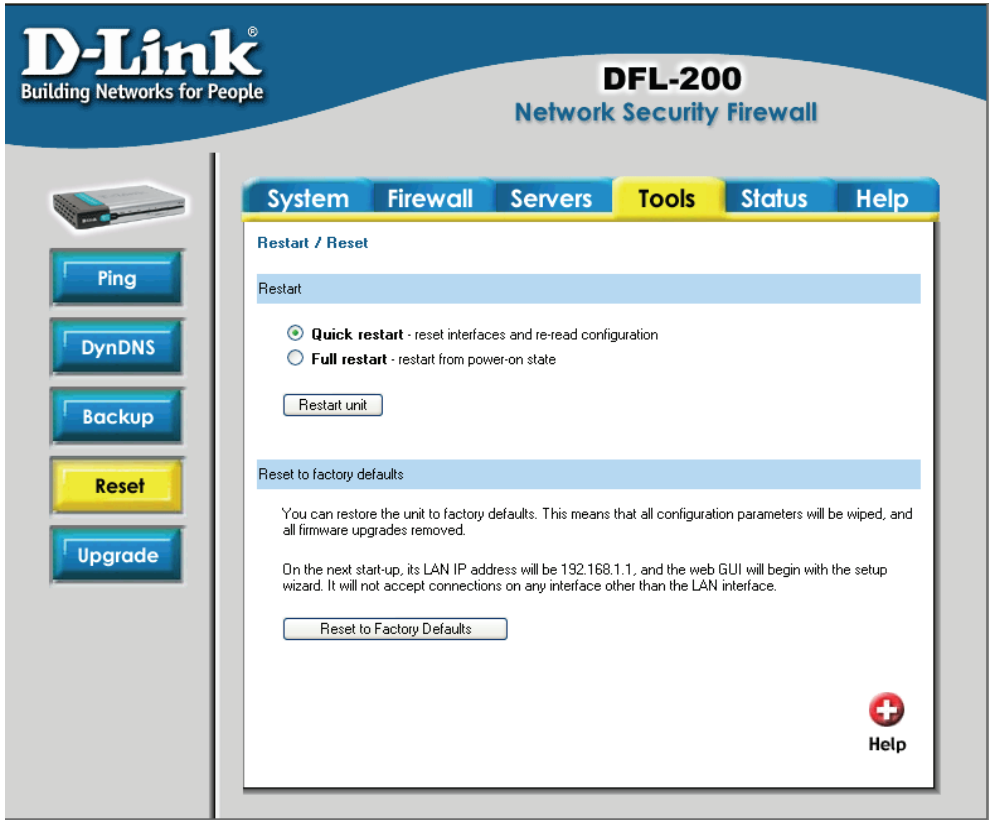 D-Link®
Building Networks for People
DFL-200
Network Security Firewall
System Firewall Servers Tools Status Help
Ping
DynDNS
Backup
Reset
Upgrade
Restart / Reset
Restart
Quick restart - reset interfaces and re-read configuration
Full restart - restart from power-on state
Restart unit
Reset to factory defaults
You can restore the unit to factory defaults. This means that all configuration parameters will be wiped, and
all firmware upgrades removed.
On the next start-up, its LAN IP address will be 192.168.1.1, and the web GUI will begin with the setup
wizard. It will not accept connections on any interface other than the LAN interface.
Reset to Factory Defaults
Help